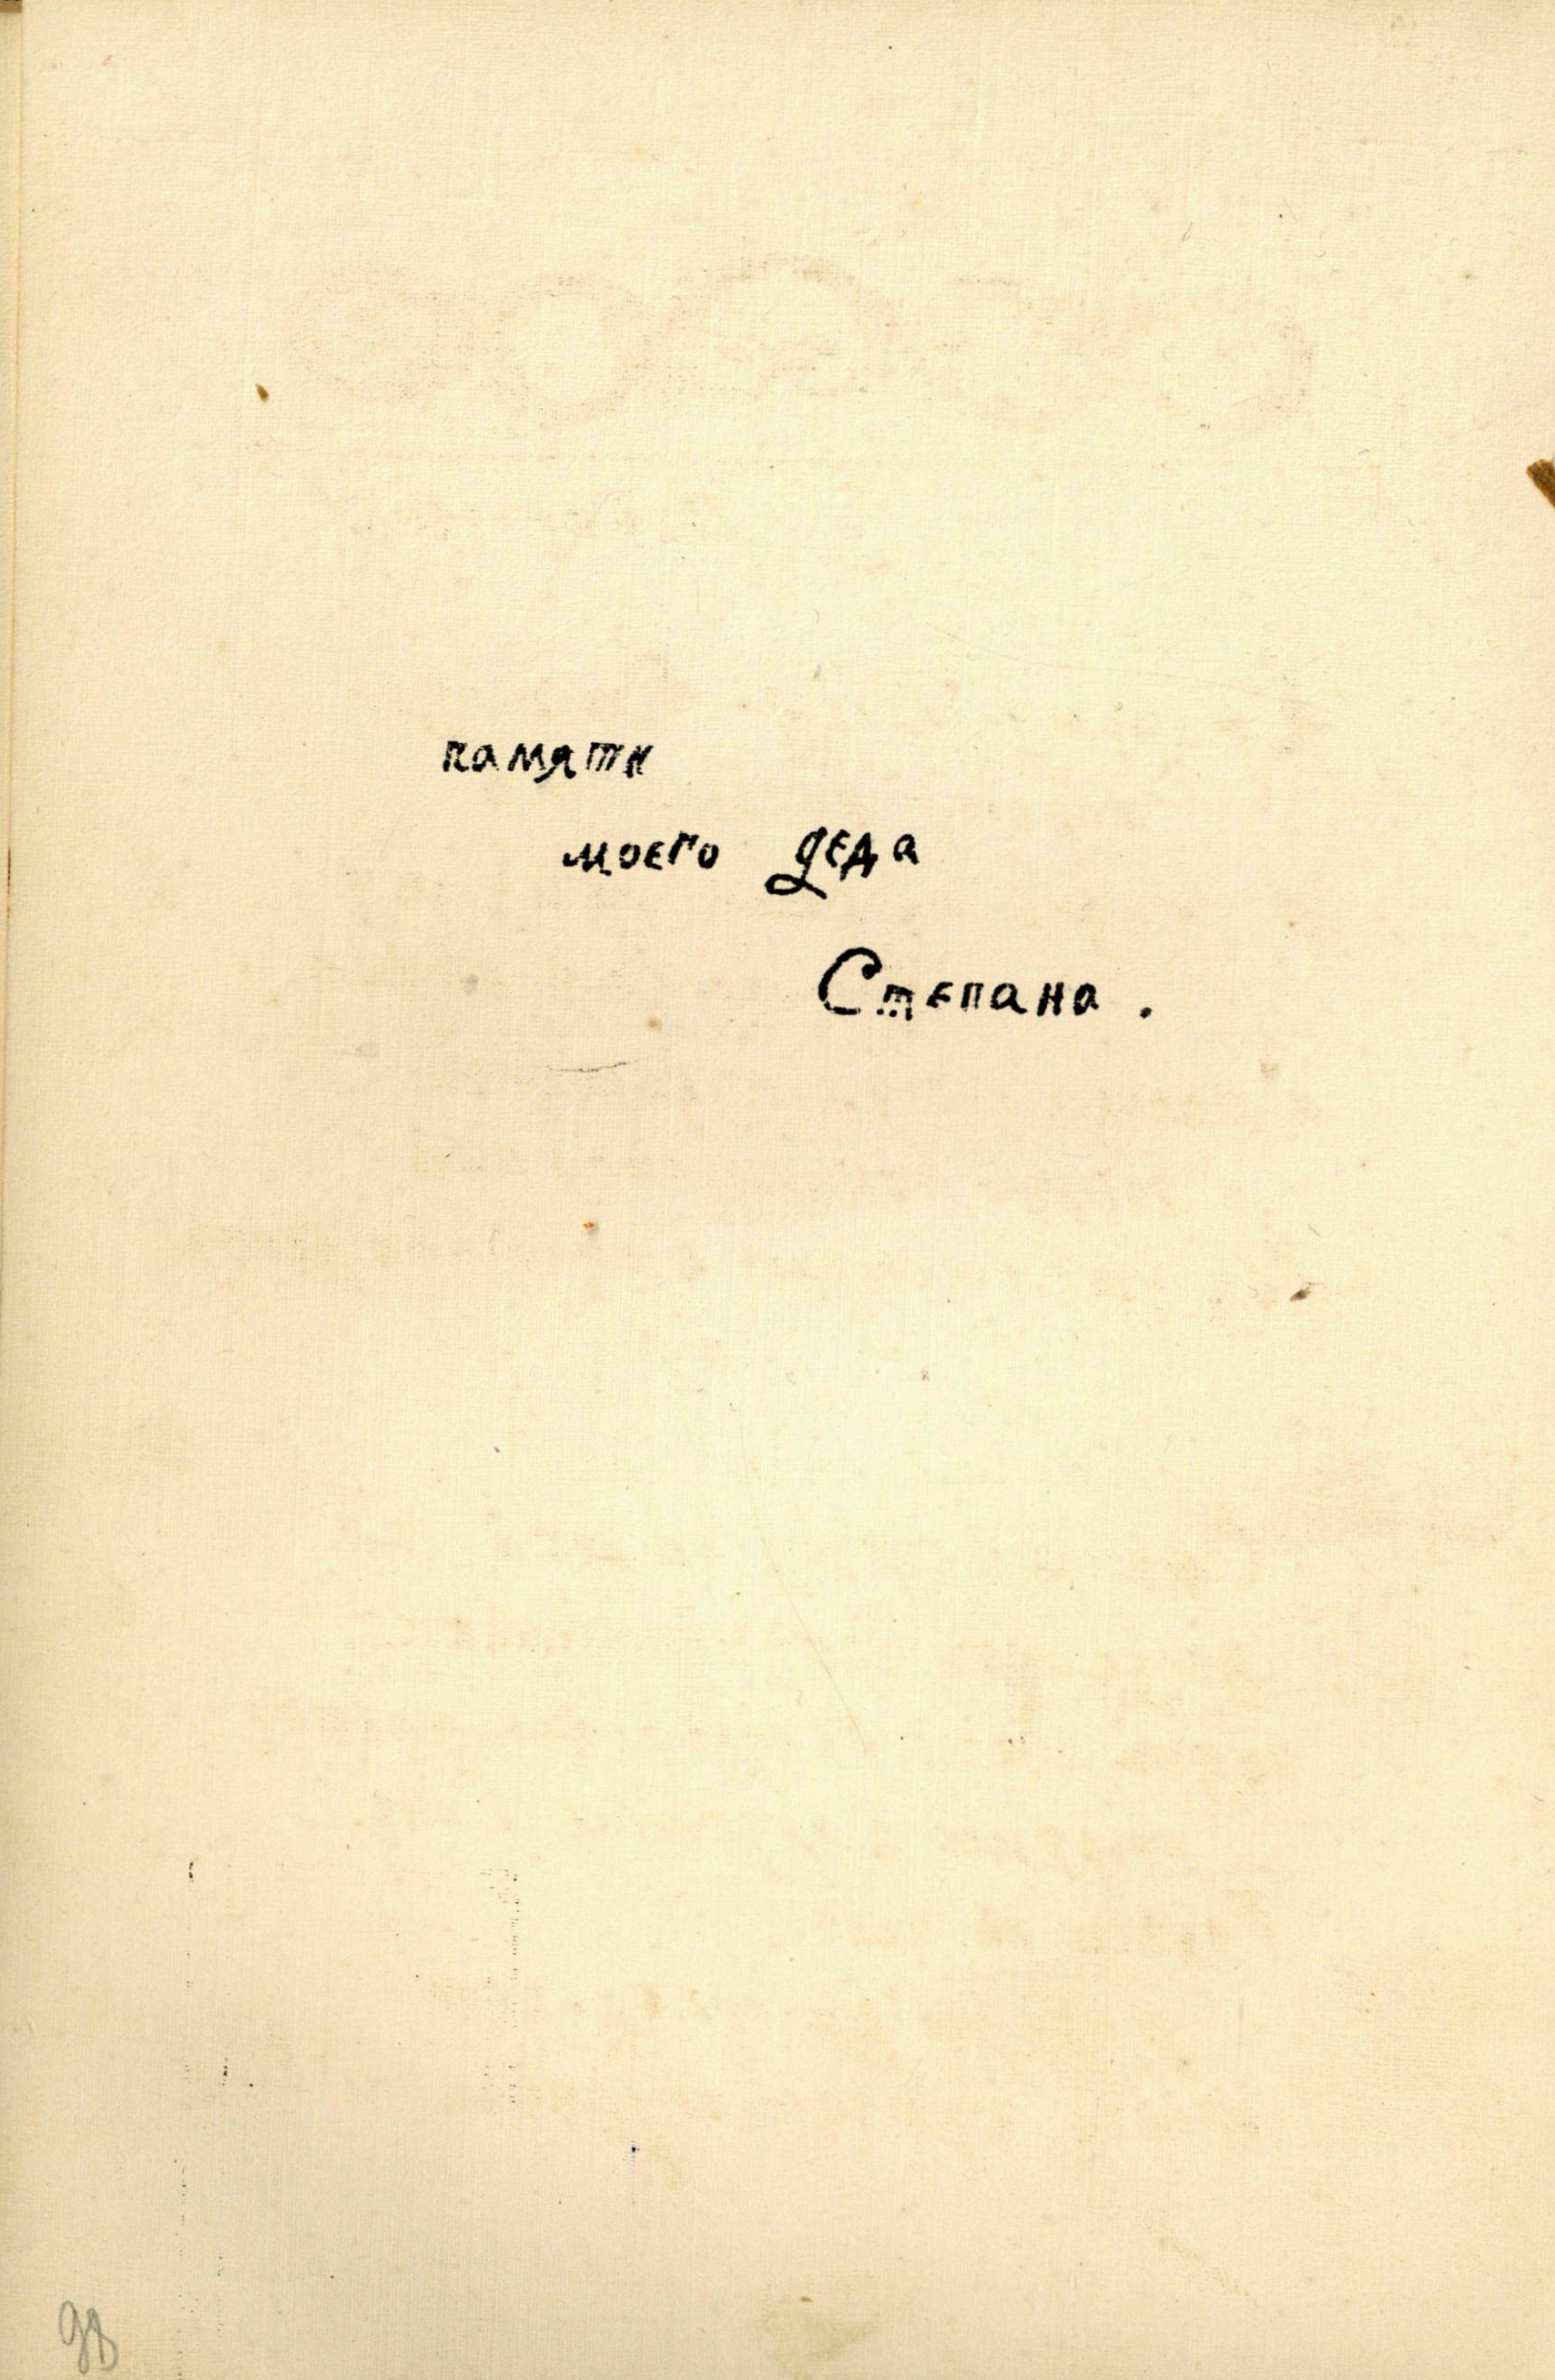 памяти
моего деда
Степана.